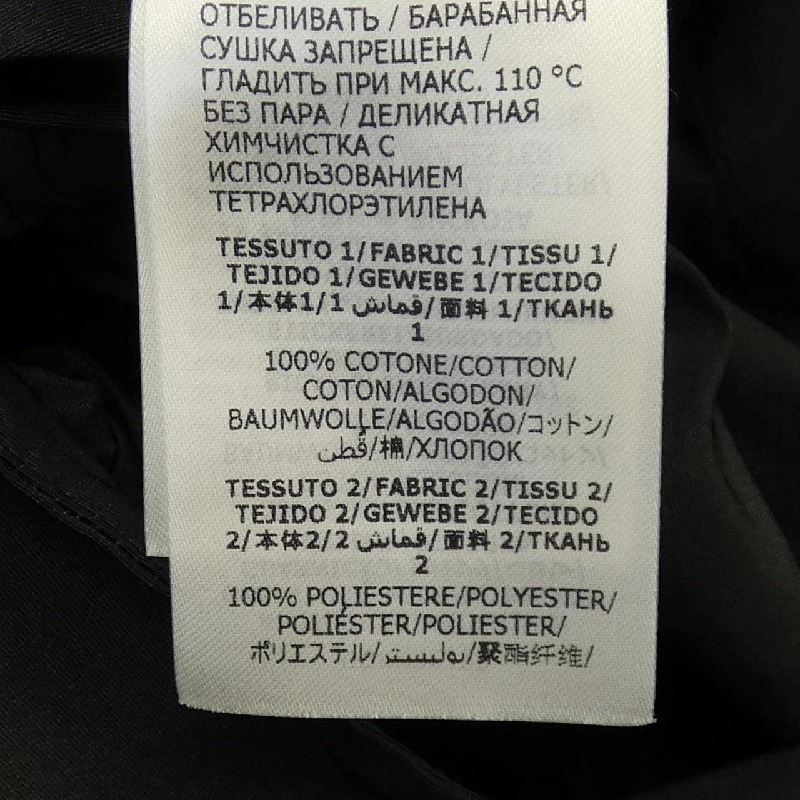 ОТБЕЛИВАТЬ / БАРАБАННАЯ
СУШКА ЗАПРЕЩЕНА /
ГЛАДИТЬ ПРИ МАКС. 110 °C
БЕЗ ПАРА / ДЕЛИКАТНАЯ
ХИМЧИСТКА С
ИСПОЛЬЗОВАНИЕМ
ТЕТРАХЛОРЭТИЛЕНА
TESSUTO 1/FABRIC 1/TISSU 1/
TEJIDO 1/GEWEBE 1/TECIDO
1/本体1/1 قماش/面料 1/ТКАНЬ
1
100% COTONE/COTTON/
COTON/ALGODON/
BAUMWOLLE/ALGODÃO/コットン/
قطن/棉/ХЛОПОК
TESSUTO 2/FABRIC 2/TISSU 2/
TEJIDO 2/GEWEBE 2/TECIDO
2/本体2/2 قماش/面料 2/ТКАНЬ
2
100% POLIESTERE/POLYESTER/
POLIÉSTER/POLIESTER/
ポリエステル/بوليستر/聚酯纤维/